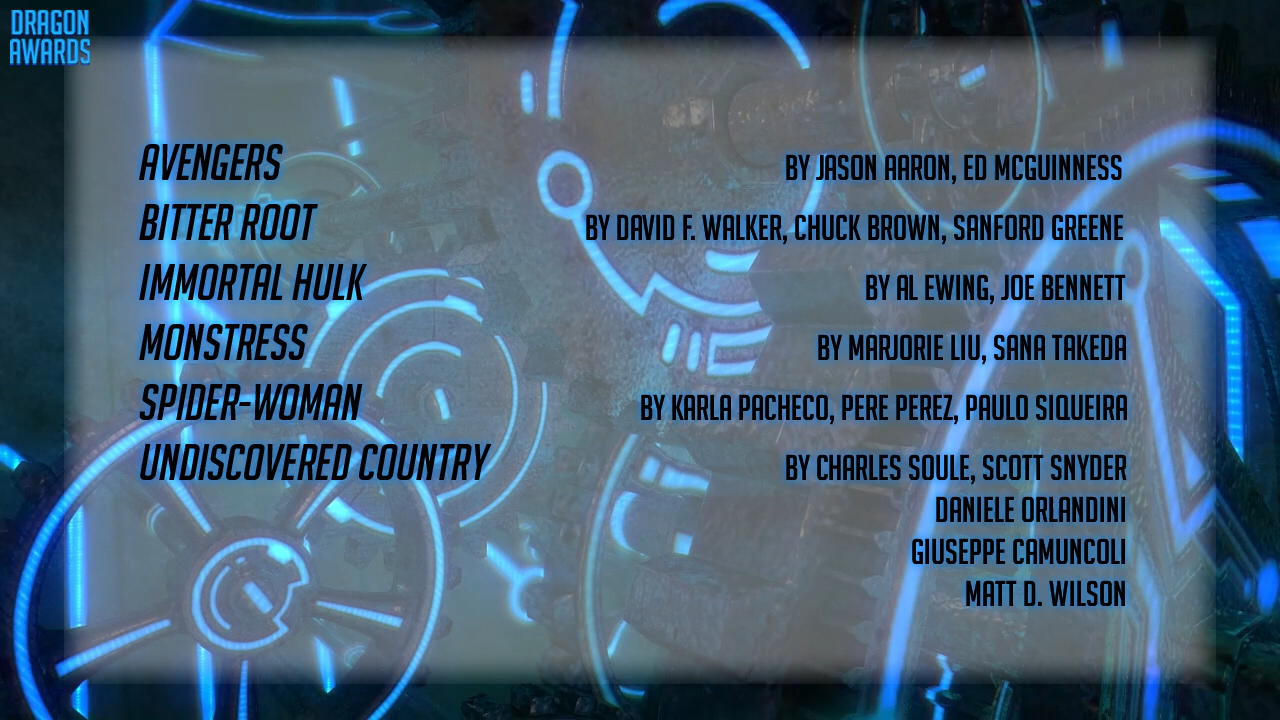 DRAGON
AWARDS
AVENGERS BY JASON AARON, ED MCGUINNESS
BITTER ROOT BY DAVID F. WALKER, CHUCK BROWN, SANFORD GREENE
IMMORTAL HULK BY AL EWING, JOE BENNETT
MONSTRESS BY MARJORIE LIU, SANA TAKEDA
SPIDER-WOMAN BY KARLA PACHECO, PERE PEREZ, PAULO SIQUEIRA
UNDISCOVERED COUNTRY BY CHARLES SOULE, SCOTT SNYDER
DANIELE ORLANDINI
GIUSEPPE CAMUNCOLI
MATT D. WILSON